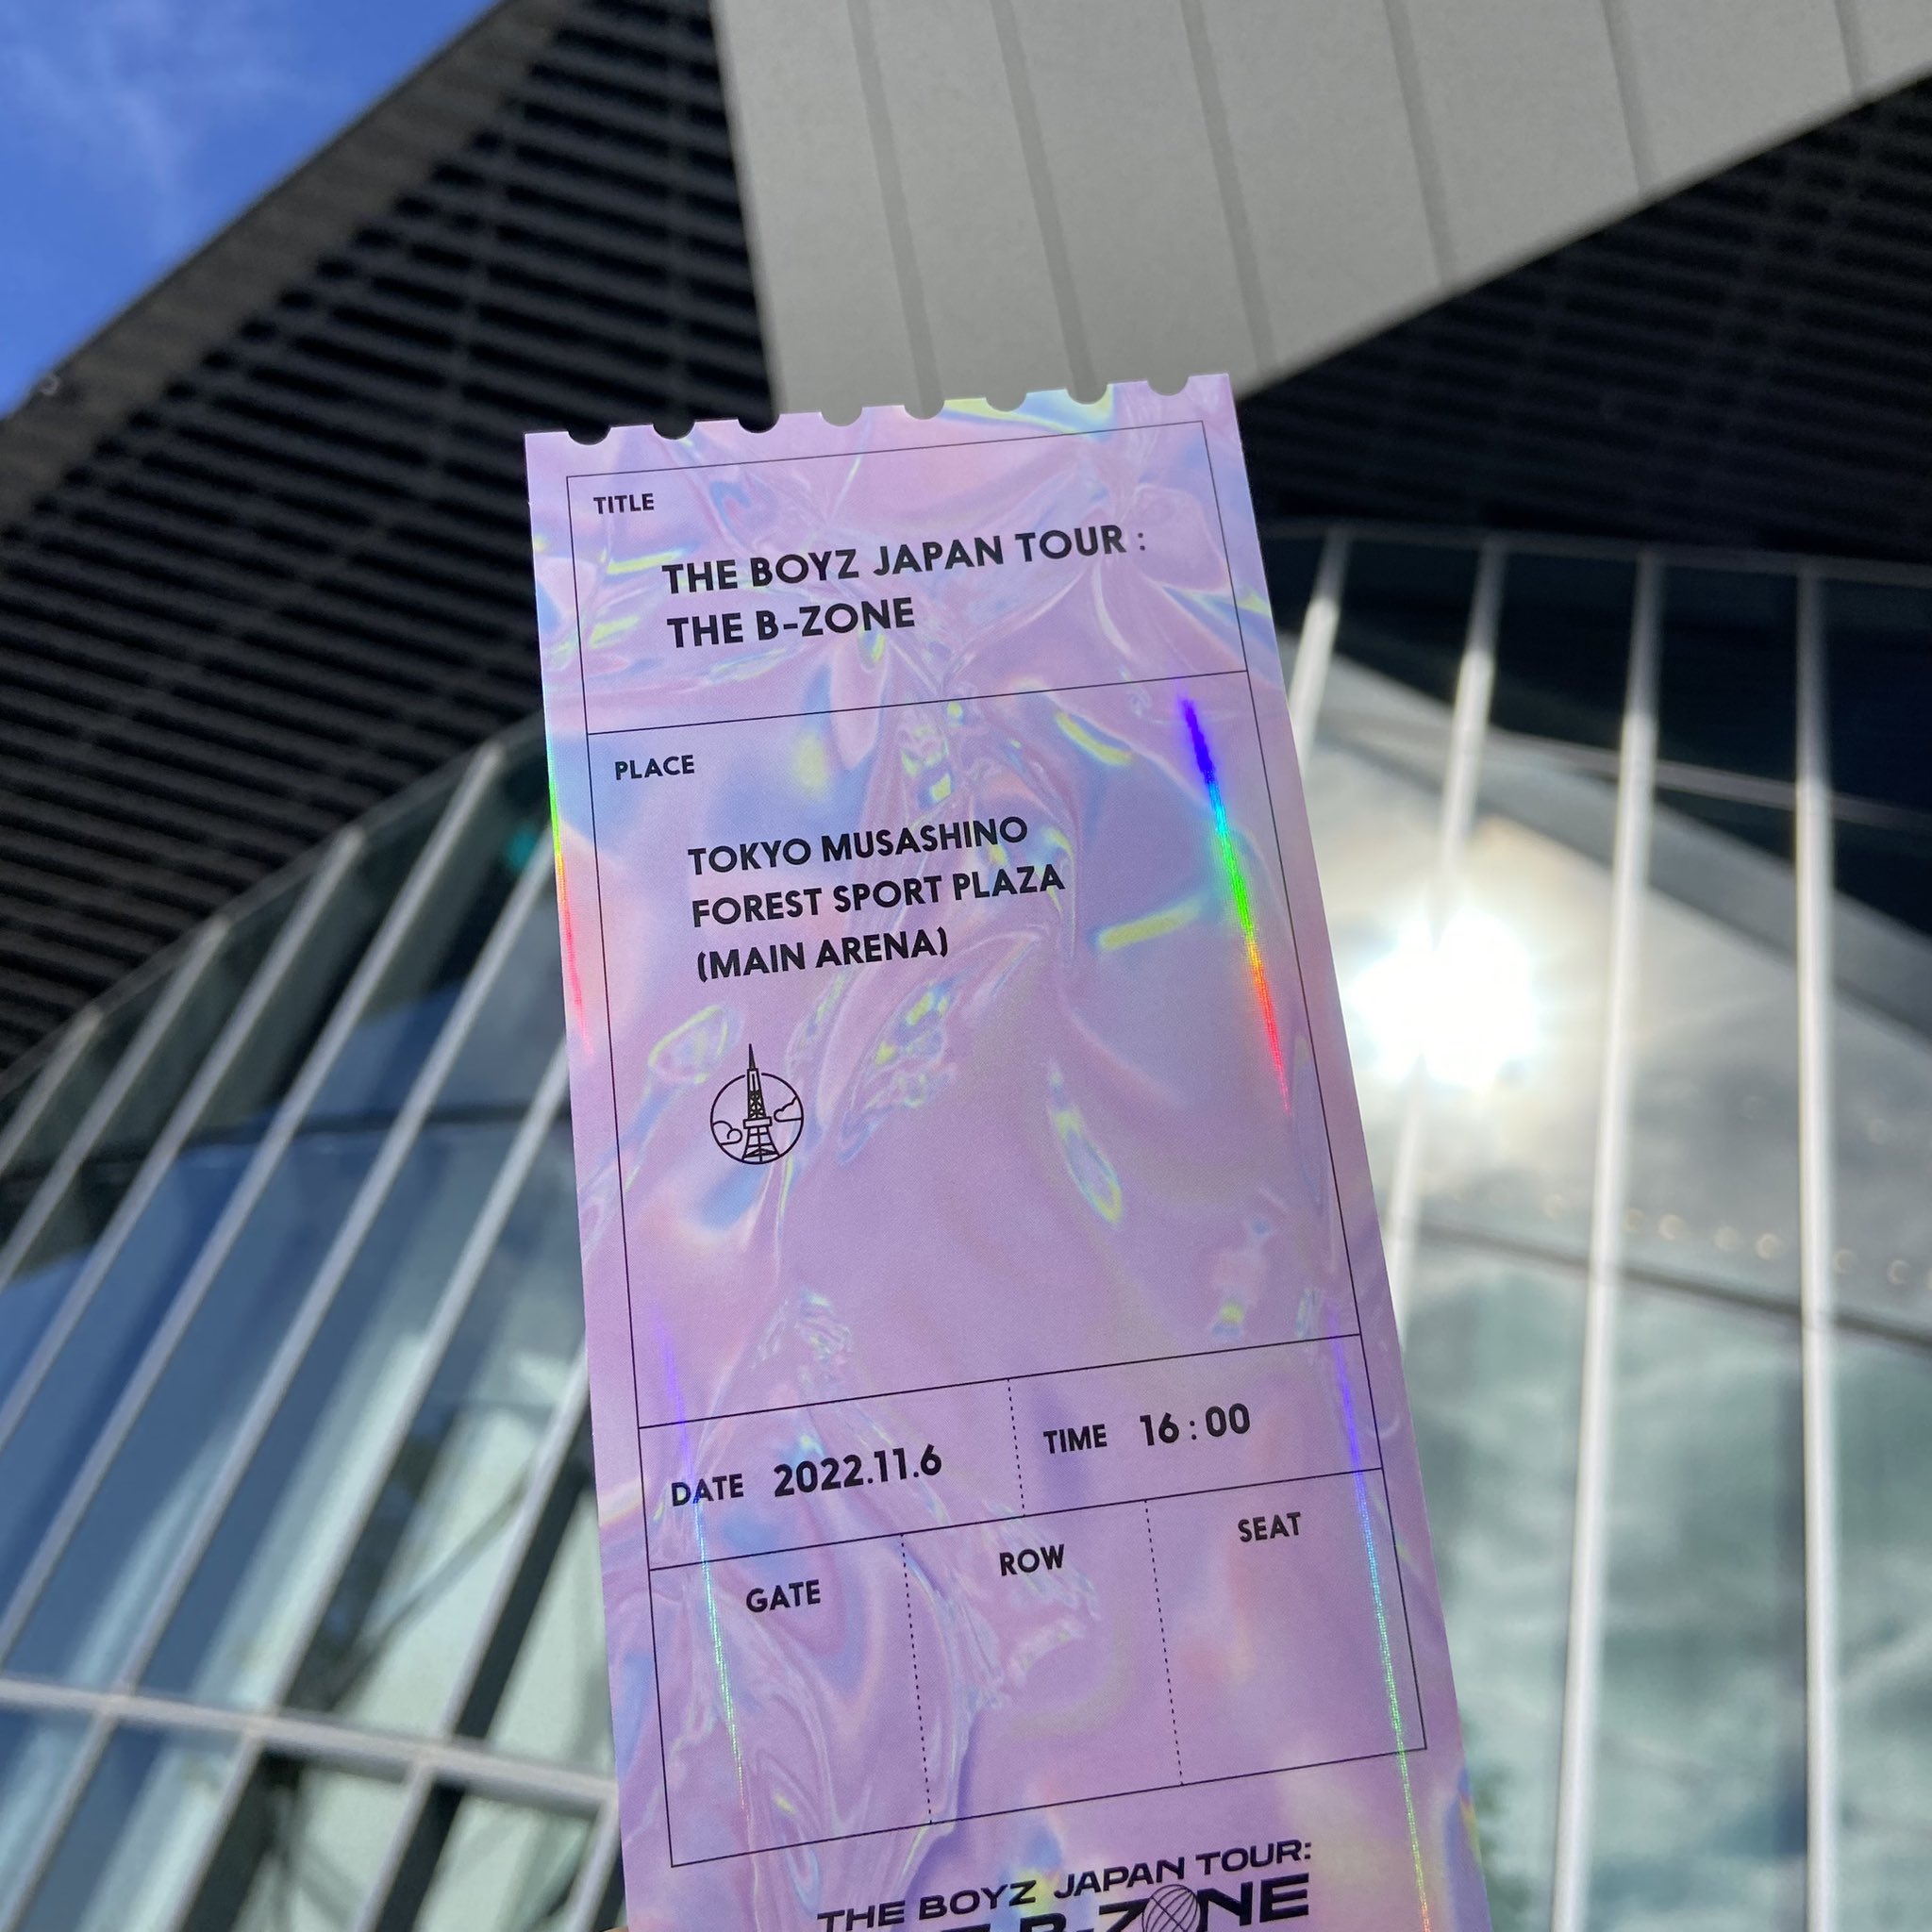 TITLE
THE BOYZ JAPAN TOUR :
THE B-ZONE
PLACE
TOKYO MUSASHINO
FOREST SPORT PLAZA
(MAIN ARENA)
DATE 2022.11.6
TIME 16 : 00
GATE
ROW
SEAT
THE BOYZ JAPAN TOUR:
B-ZONE